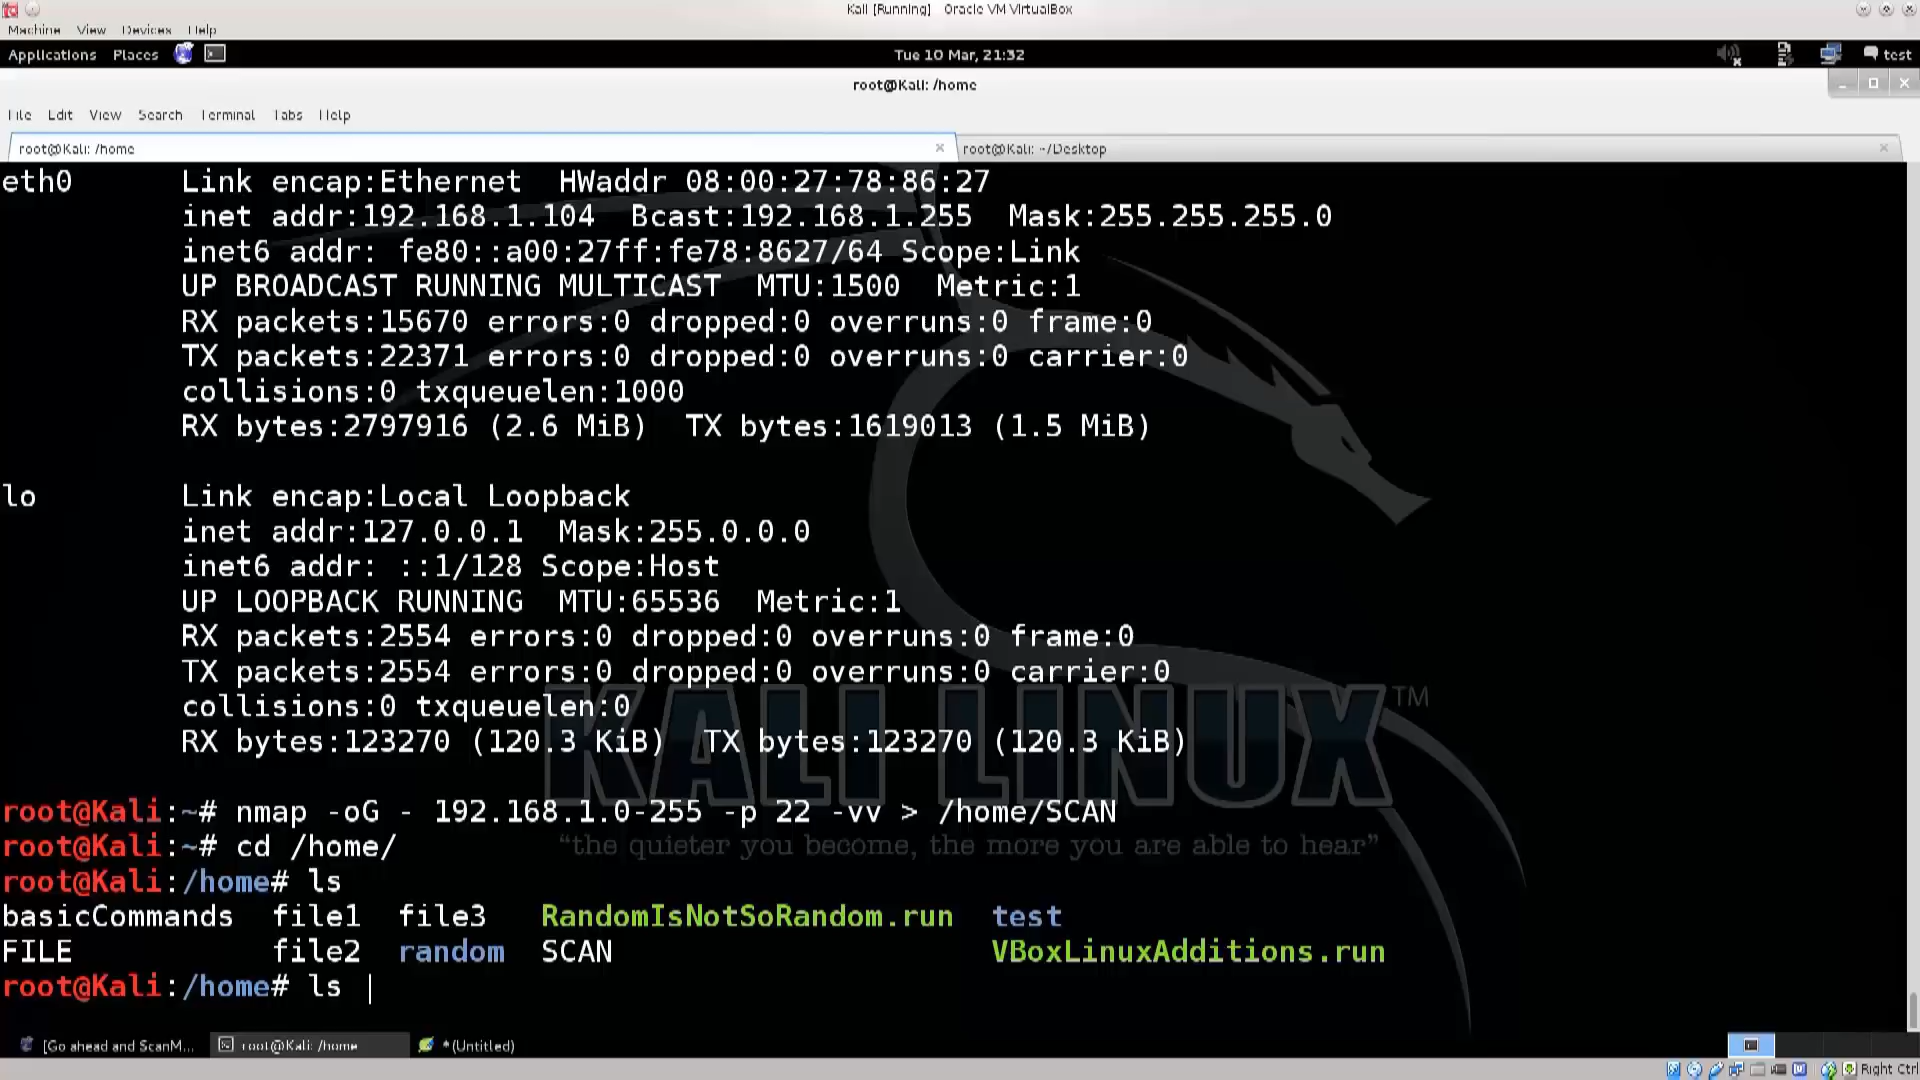 Kali [Running] Oracle VM VirtualBox
Machine View Devices Help
Applications Places Tue 10 Mar, 21:32 test
root@Kali: /home
File Edit View Search Terminal Tabs Help
root@Kali: /home root@Kali: ~/Desktop
eth0 Link encap:Ethernet HWaddr 08:00:27:78:86:27
inet addr:192.168.1.104 Bcast:192.168.1.255 Mask:255.255.255.0
inet6 addr: fe80::a00:27ff:fe78:8627/64 Scope:Link
UP BROADCAST RUNNING MULTICAST MTU:1500 Metric:1
RX packets:15670 errors:0 dropped:0 overruns:0 frame:0
TX packets:22371 errors:0 dropped:0 overruns:0 carrier:0
collisions:0 txqueuelen:1000
RX bytes:2797916 (2.6 MiB) TX bytes:1619013 (1.5 MiB)
lo Link encap:Local Loopback
inet addr:127.0.0.1 Mask:255.0.0.0
inet6 addr: ::1/128 Scope:Host
UP LOOPBACK RUNNING MTU:65536 Metric:1
RX packets:2554 errors:0 dropped:0 overruns:0 frame:0
TX packets:2554 errors:0 dropped:0 overruns:0 carrier:0
collisions:0 txqueuelen:0
RX bytes:123270 (120.3 KiB) TX bytes:123270 (120.3 KiB)
KALI LINUX™
root@Kali:~# nmap -oG - 192.168.1.0-255 -p 22 -vv > /home/SCAN
root@Kali:~# cd /home/
“the quieter you become, the more you are able to hear”
root@Kali:/home# ls
basicCommands file1 file3 RandomIsNotSoRandom.run test
FILE file2 random SCAN VBoxLinuxAdditions.run
root@Kali:/home# ls
[Go ahead and ScanM... root@Kali: /home *(Untitled)
Right Ctrl